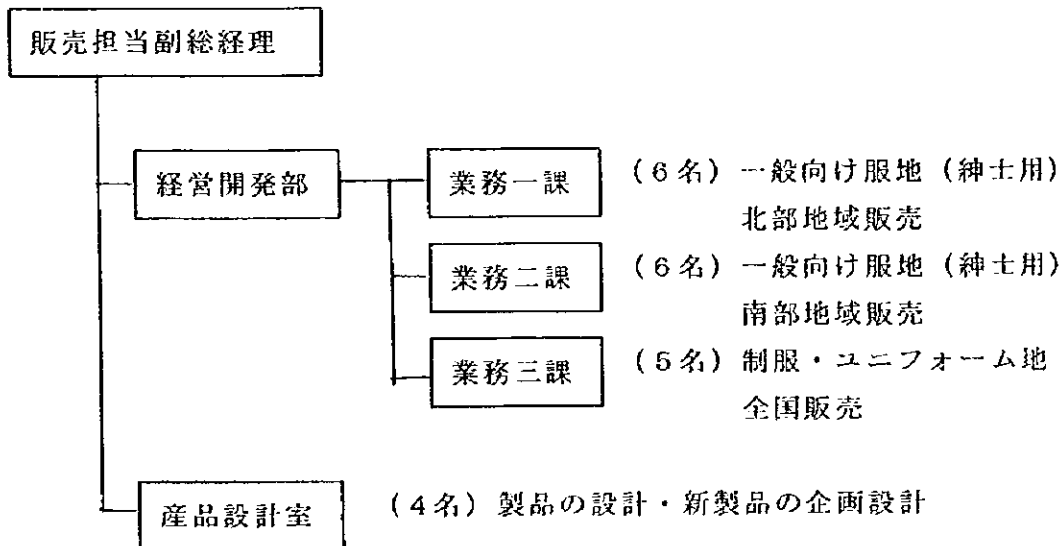 販売担当副総経理
経営開発部
業務一課 (6名) 一般向け服地 (紳士用)
北部地域販売
業務二課 (6名) 一般向け服地 (紳士用)
南部地域販売
業務三課 (5名) 制服・ユニフォーム地
全国販売
産品設計室 (4名) 製品の設計・新製品の企画設計